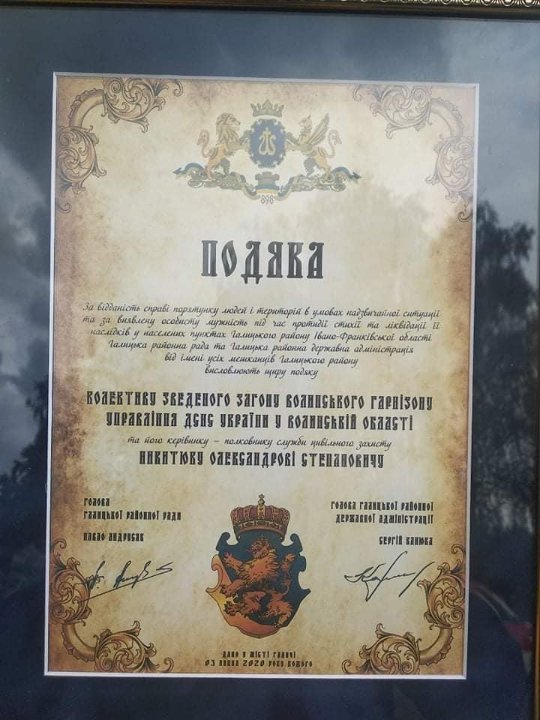 898
ПОДЯКА
За відданість справі порятунку людей і територій в умовах надзвичайної ситуації
та за виявлену особисту мужність під час протидії стихії та ліквідації її
наслідків у населених пунктах Галицького району Івано-Франківської області
Галицька районна рада та Галицька районна державна адміністрація
від імені усіх мешканців Галицького району
висловлюють щиру подяку
КОЛЕКТИВУ ЗВЕДЕНОГО ЗАГОНУ ВОЛИНСЬКОГО ГАРНІЗОНУ
УПРАВЛІННЯ ДСНС УКРАЇНИ У ВОЛИНСЬКІЙ ОБЛАСТІ
та його керівнику – полковнику служби цивільного захисту
НИКИТЮКУ ОЛЕКСАНДРОВІ СТЕПАНОВИЧУ
ГОЛОВА
ГАЛИЦЬКОЇ РАЙОННОЇ РАДИ
ПАВЛО АНДРУСЯК
ГОЛОВА ГАЛИЦЬКОЇ РАЙОННОЇ
ДЕРЖАВНОЇ АДМІНІСТРАЦІЇ
СЕРГІЙ КАНЮКА
ДАНО У МІСТІ ГАЛИЧІ
03 ЛИПНЯ 2020 РОКУ БОЖОГО